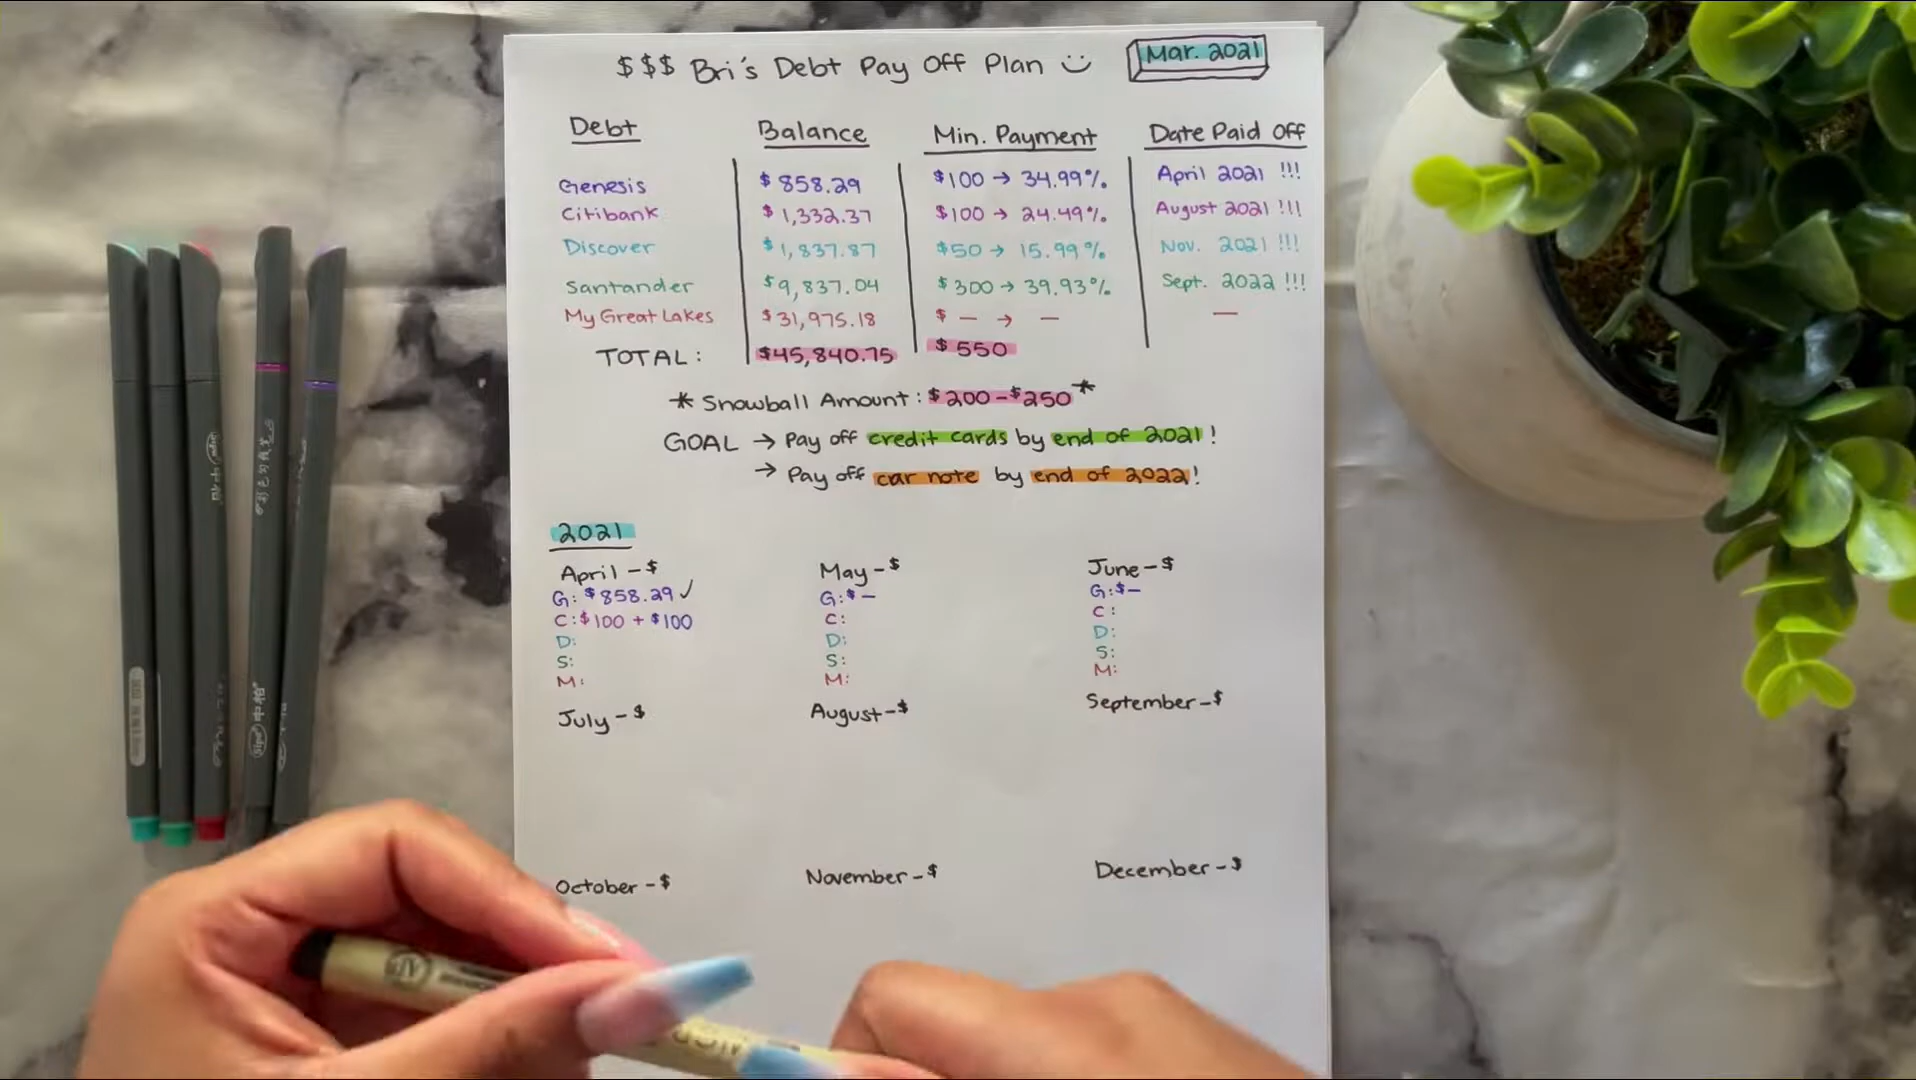 $$$ Bri's Debt Pay Off Plan Mar. 2021
Debt Balance Min. Payment Date Paid Off
Genesis $858.29 $100 → 34.99% April 2021 !!!
Citibank $1,332.37 $100 → 24.49% August 2021 !!!
Discover $1,837.87 $50 → 15.99% Nov. 2021 !!!
Santander $9,837.04 $300 → 39.93% Sept. 2022 !!!
My Great Lakes $31,975.18 $ — → — —
TOTAL: $45,840.75 $550
* Snowball Amount: $200-$250 *
GOAL → Pay off credit cards by end of 2021!
→ Pay off car note by end of 2022!
2021
April - $ May - $ June - $
G: $858.29 ✓ G: $ — G: $ —
C: $100 + $100 C: C:
D: D: D:
S: S: S:
M: M: M:
July - $ August - $ September - $
October - $ November - $ December - $